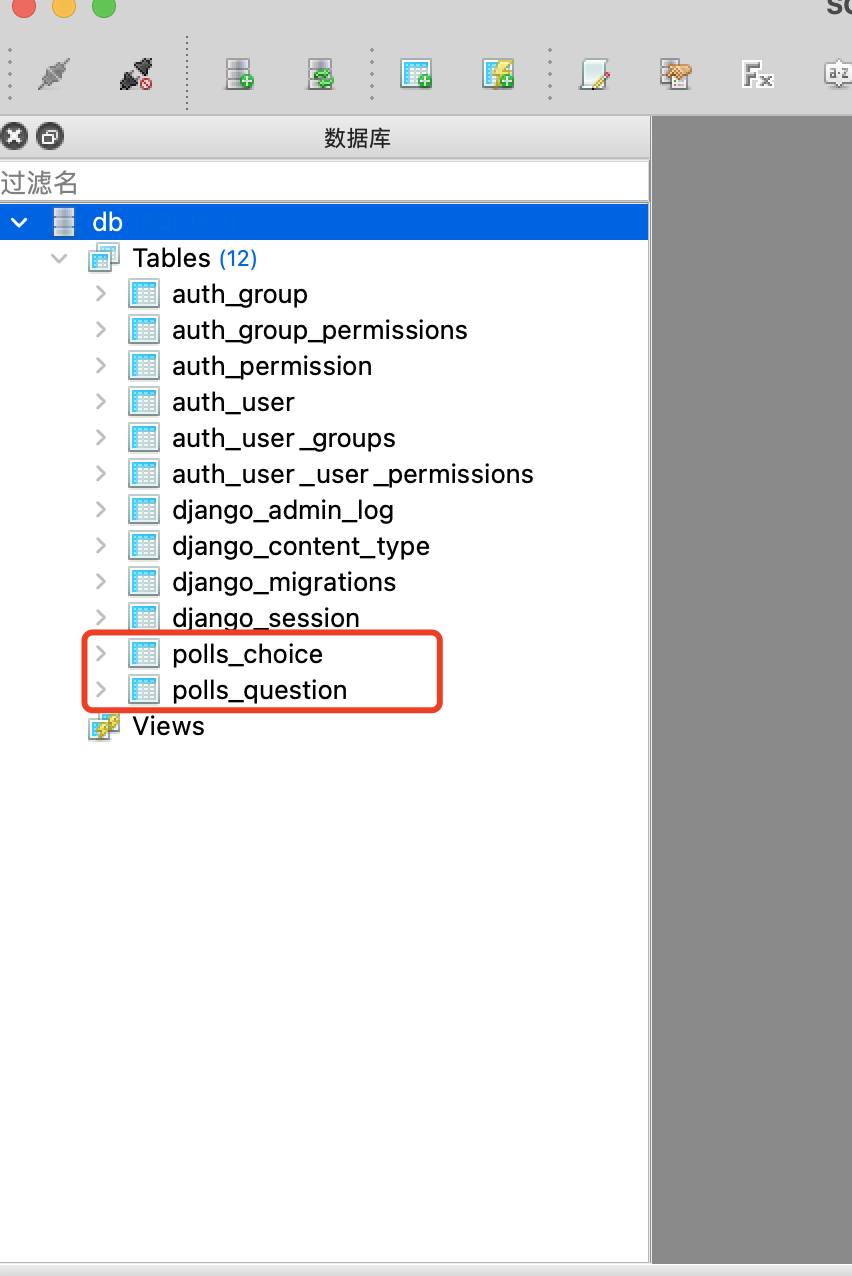 数据库
过滤名
db
Tables (12)
auth_group
auth_group_permissions
auth_permission
auth_user
auth_user_groups
auth_user_user_permissions
django_admin_log
django_content_type
django_migrations
django_session
polls_choice
polls_question
Views